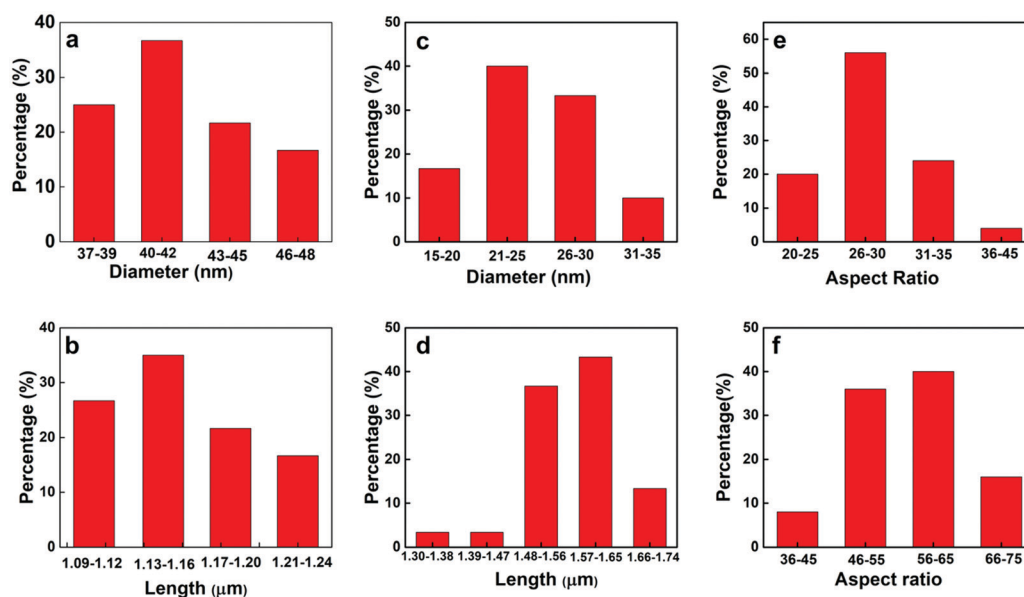 a
Percentage (%)
40
30
20
10
0
37-39 40-42 43-45 46-48
Diameter (nm)
c
Percentage (%)
50
40
30
20
10
0
15-20 21-25 26-30 31-35
Diameter (nm)
e
Percentage (%)
60
50
40
30
20
10
0
20-25 26-30 31-35 36-45
Aspect Ratio
b
Percentage (%)
40
30
20
10
0
1.09-1.12 1.13-1.16 1.17-1.20 1.21-1.24
Length (μm)
d
Percentage (%)
50
40
30
20
10
0
1.30-1.38 1.39-1.47 1.48-1.56 1.57-1.65 1.66-1.74
Length (μm)
f
Percentage(%)
50
40
30
20
10
0
36-45 46-55 56-65 66-75
Aspect ratio